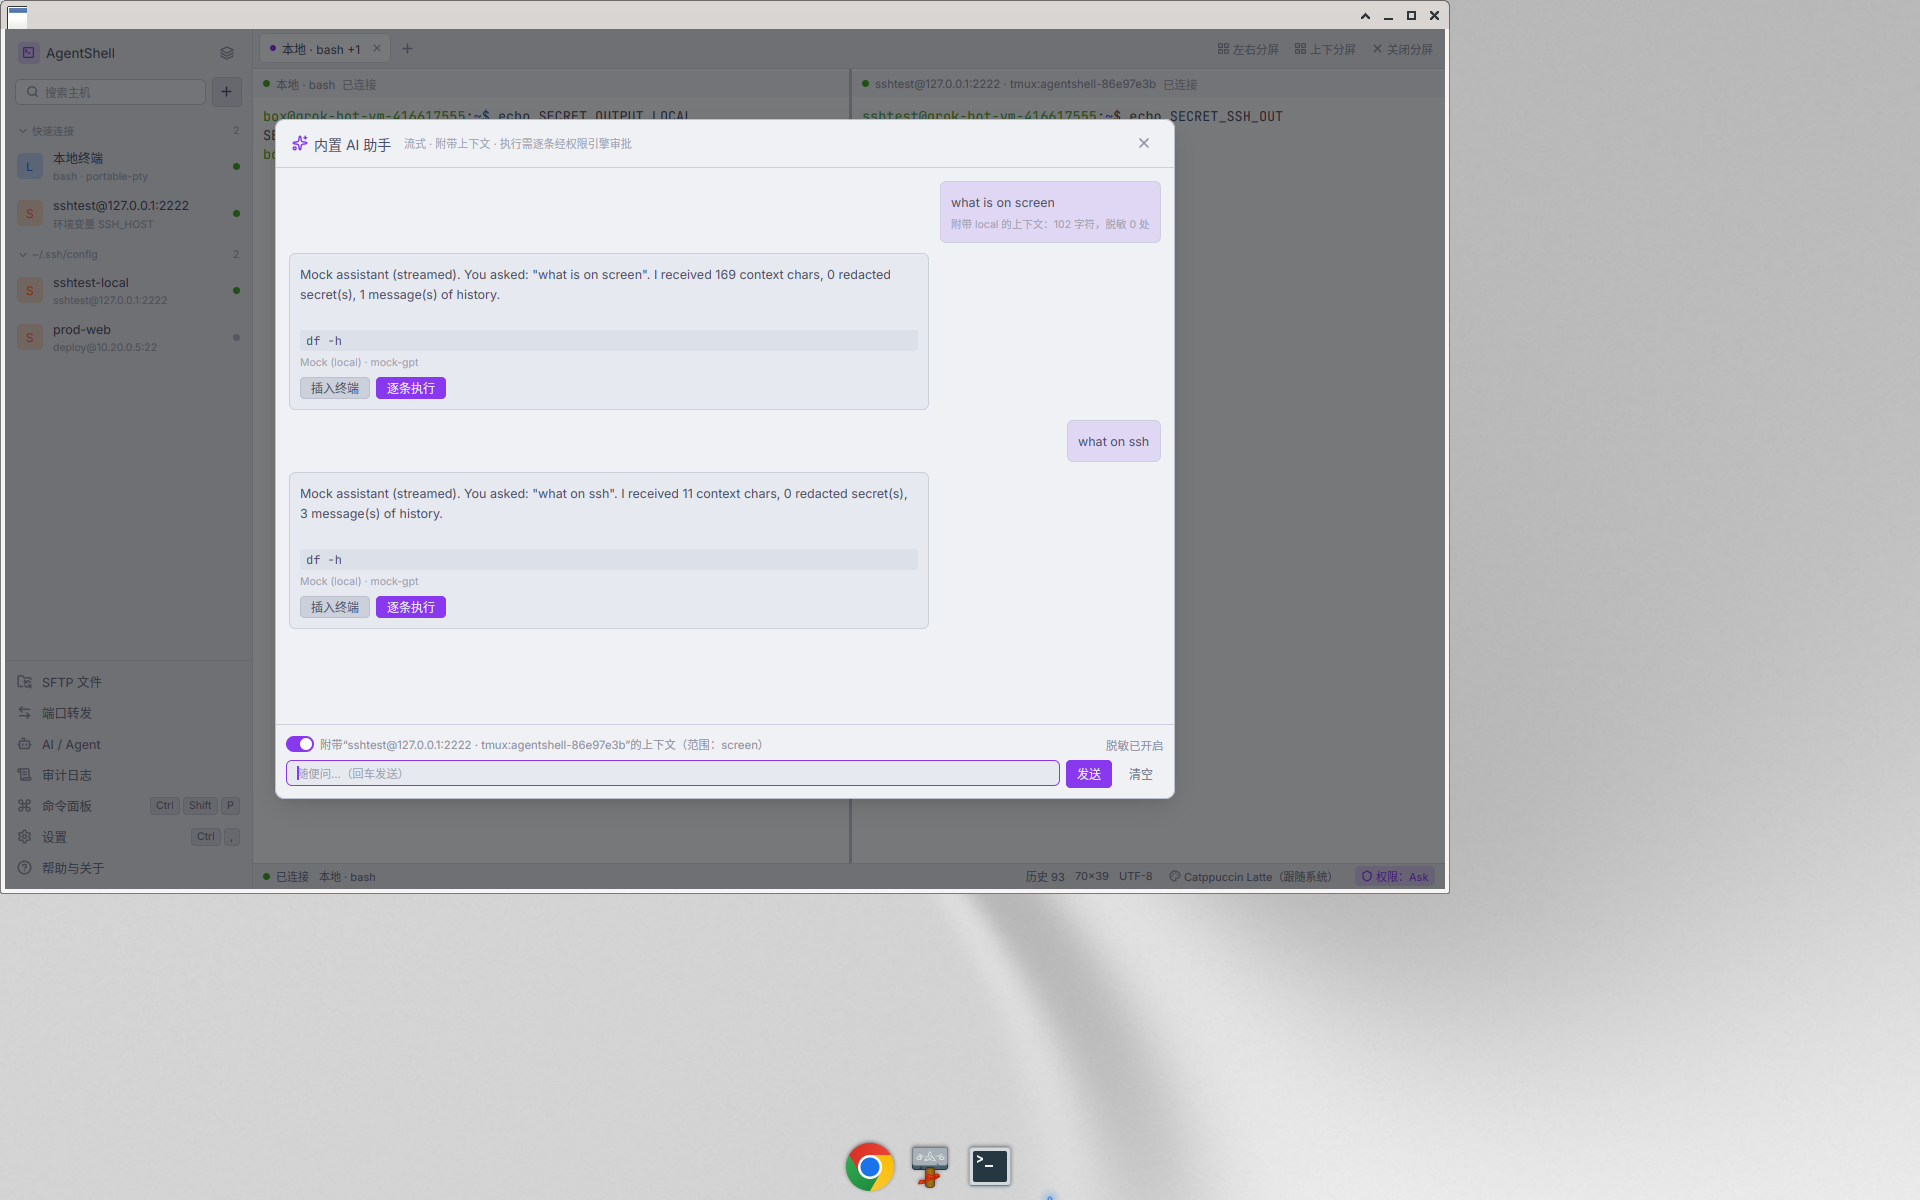 AgentShell
搜索主机
快速连接 2
L 本地终端
bash · portable-pty
S sshtest@127.0.0.1:2222
环境变量 SSH_HOST
~/.ssh/config 2
S sshtest-local
sshtest@127.0.0.1:2222
S prod-web
deploy@10.20.0.5:22
SFTP 文件
端口转发
AI / Agent
审计日志
命令面板 Ctrl Shift P
设置 Ctrl ,
帮助与关于
本地 · bash +1
左右分屏 上下分屏 关闭分屏
本地 · bash 已连接
sshtest@127.0.0.1:2222 · tmux:agentshell-86e97e3b 已连接
box@grok-bot-vm-416617555:~$ echo SECRET_OUTPUT_LOCAL
sshtest@grok-bot-vm-416617555:~$ echo SECRET_SSH_OUT
内置 AI 助手 流式 · 附带上下文 · 执行需逐条经权限引擎审批
what is on screen
附带 local 的上下文：102 字符，脱敏 0 处
Mock assistant (streamed). You asked: "what is on screen". I received 169 context chars, 0 redacted
secret(s), 1 message(s) of history.
df -h
Mock (local) · mock-gpt
插入终端 逐条执行
what on ssh
Mock assistant (streamed). You asked: "what on ssh". I received 11 context chars, 0 redacted secret(s),
3 message(s) of history.
df -h
Mock (local) · mock-gpt
插入终端 逐条执行
附带“sshtest@127.0.0.1:2222 · tmux:agentshell-86e97e3b”的上下文（范围：screen） 脱敏已开启
随便问...（回车发送） 发送 清空
已连接 本地 · bash
历史 93 70×39 UTF-8 Catppuccin Latte（跟随系统） 权限：Ask